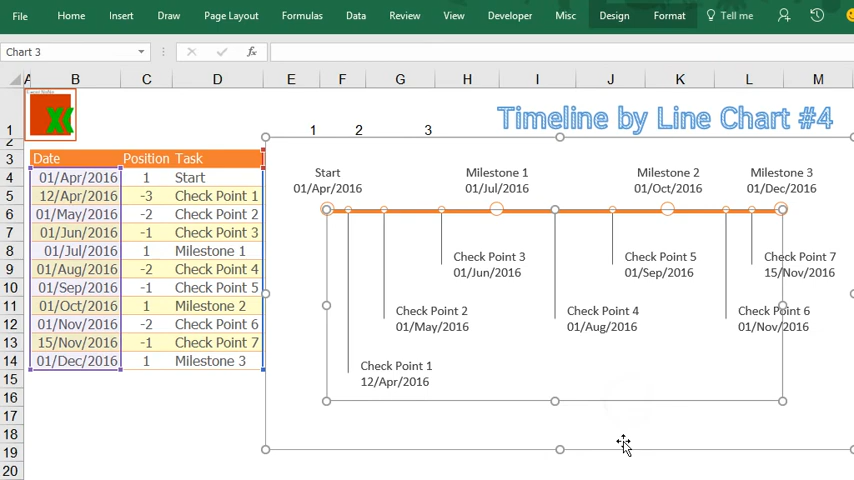 File Home Insert Draw Page Layout Formulas Data Review View Developer Misc Design Format Tell me
Chart 3 fx
A B C D E F G H I J K L M
1 1 2 3 Timeline by Line Chart #4
2
3 Date Position Task
4 01/Apr/2016 1 Start
5 12/Apr/2016 -3 Check Point 1
6 01/May/2016 -2 Check Point 2
7 01/Jun/2016 -1 Check Point 3
8 01/Jul/2016 1 Milestone 1
9 01/Aug/2016 -2 Check Point 4
10 01/Sep/2016 -1 Check Point 5
11 01/Oct/2016 1 Milestone 2
12 01/Nov/2016 -2 Check Point 6
13 15/Nov/2016 -1 Check Point 7
14 01/Dec/2016 1 Milestone 3
15
16
17
18
19
20
Start
01/Apr/2016
Milestone 1
01/Jul/2016
Milestone 2
01/Oct/2016
Milestone 3
01/Dec/2016
Check Point 3
01/Jun/2016
Check Point 5
01/Sep/2016
Check Point 7
15/Nov/2016
Check Point 2
01/May/2016
Check Point 4
01/Aug/2016
Check Point 6
01/Nov/2016
Check Point 1
12/Apr/2016